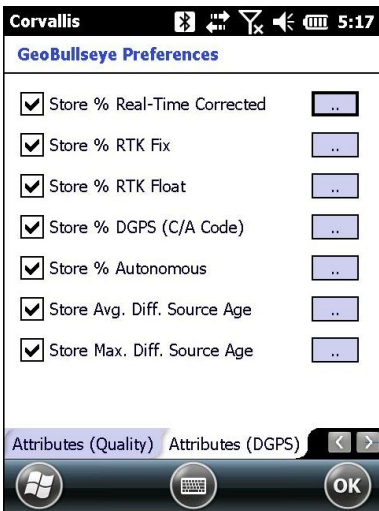 Corvallis 5:17
GeoBullseye Preferences
Store % Real-Time Corrected ..
Store % RTK Fix ..
Store % RTK Float ..
Store % DGPS (C/A Code) ..
Store % Autonomous ..
Store Avg. Diff. Source Age ..
Store Max. Diff. Source Age ..
Attributes (Quality) Attributes (DGPS) < >
OK